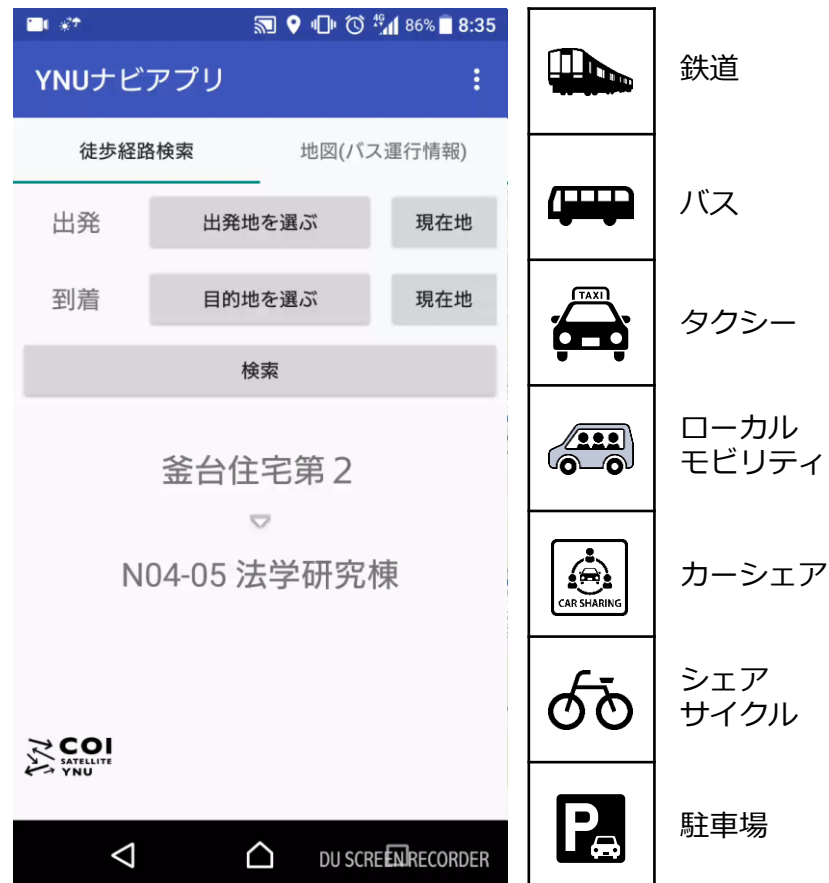 4G 86% 8:35
YNUナビアプリ
徒歩経路検索
地図(バス運行情報)
出発
出発地を選ぶ
現在地
到着
目的地を選ぶ
現在地
検索
釜台住宅第2
N04-05 法学研究棟
COI
SATELLITE
YNU
DU SCREEN RECORDER
鉄道
バス
TAXI
タクシー
ローカル
モビリティ
CAR SHARING
カーシェア
シェア
サイクル
P
駐車場